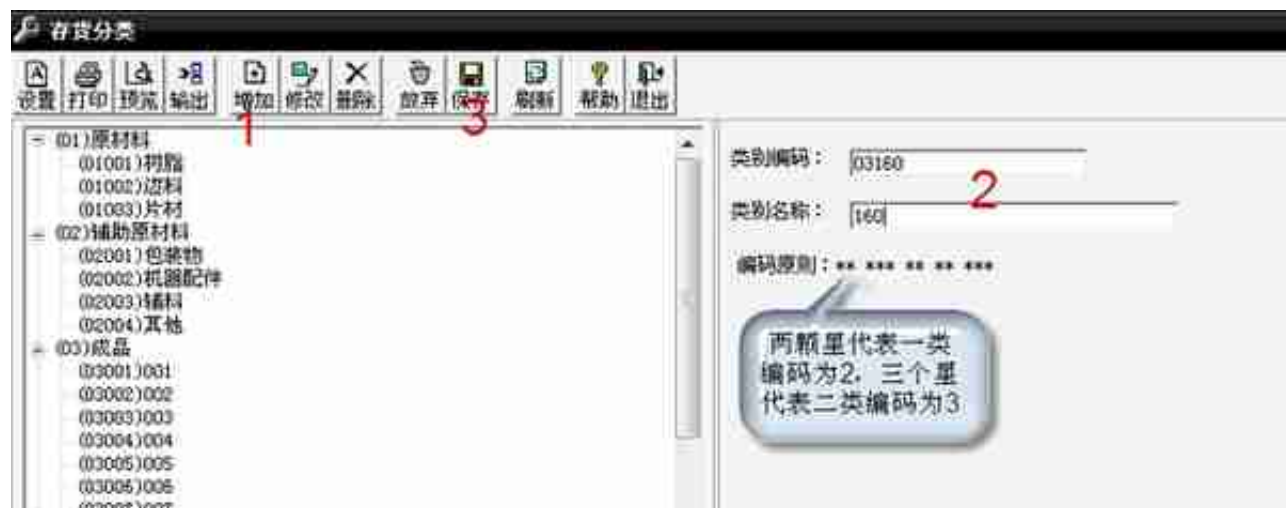 存货分类
设置 打印 预览 输出 增加 修改 删除 放弃 保存 刷新 帮助 退出
1 3
(01)原材料
(01001)树脂
(01002)边料
(01003)片材
(02)辅助原材料
(02001)包装物
(02002)机器配件
(02003)辅料
(02004)其他
(03)成品
(03001)001
(03002)002
(03003)003
(03004)004
(03005)005
(03006)006
类别编码： 03160
2
类别名称： 160
编码原则：** *** ** ** ***
两颗星代表一类
编码为2，三个星
代表二类编码为3